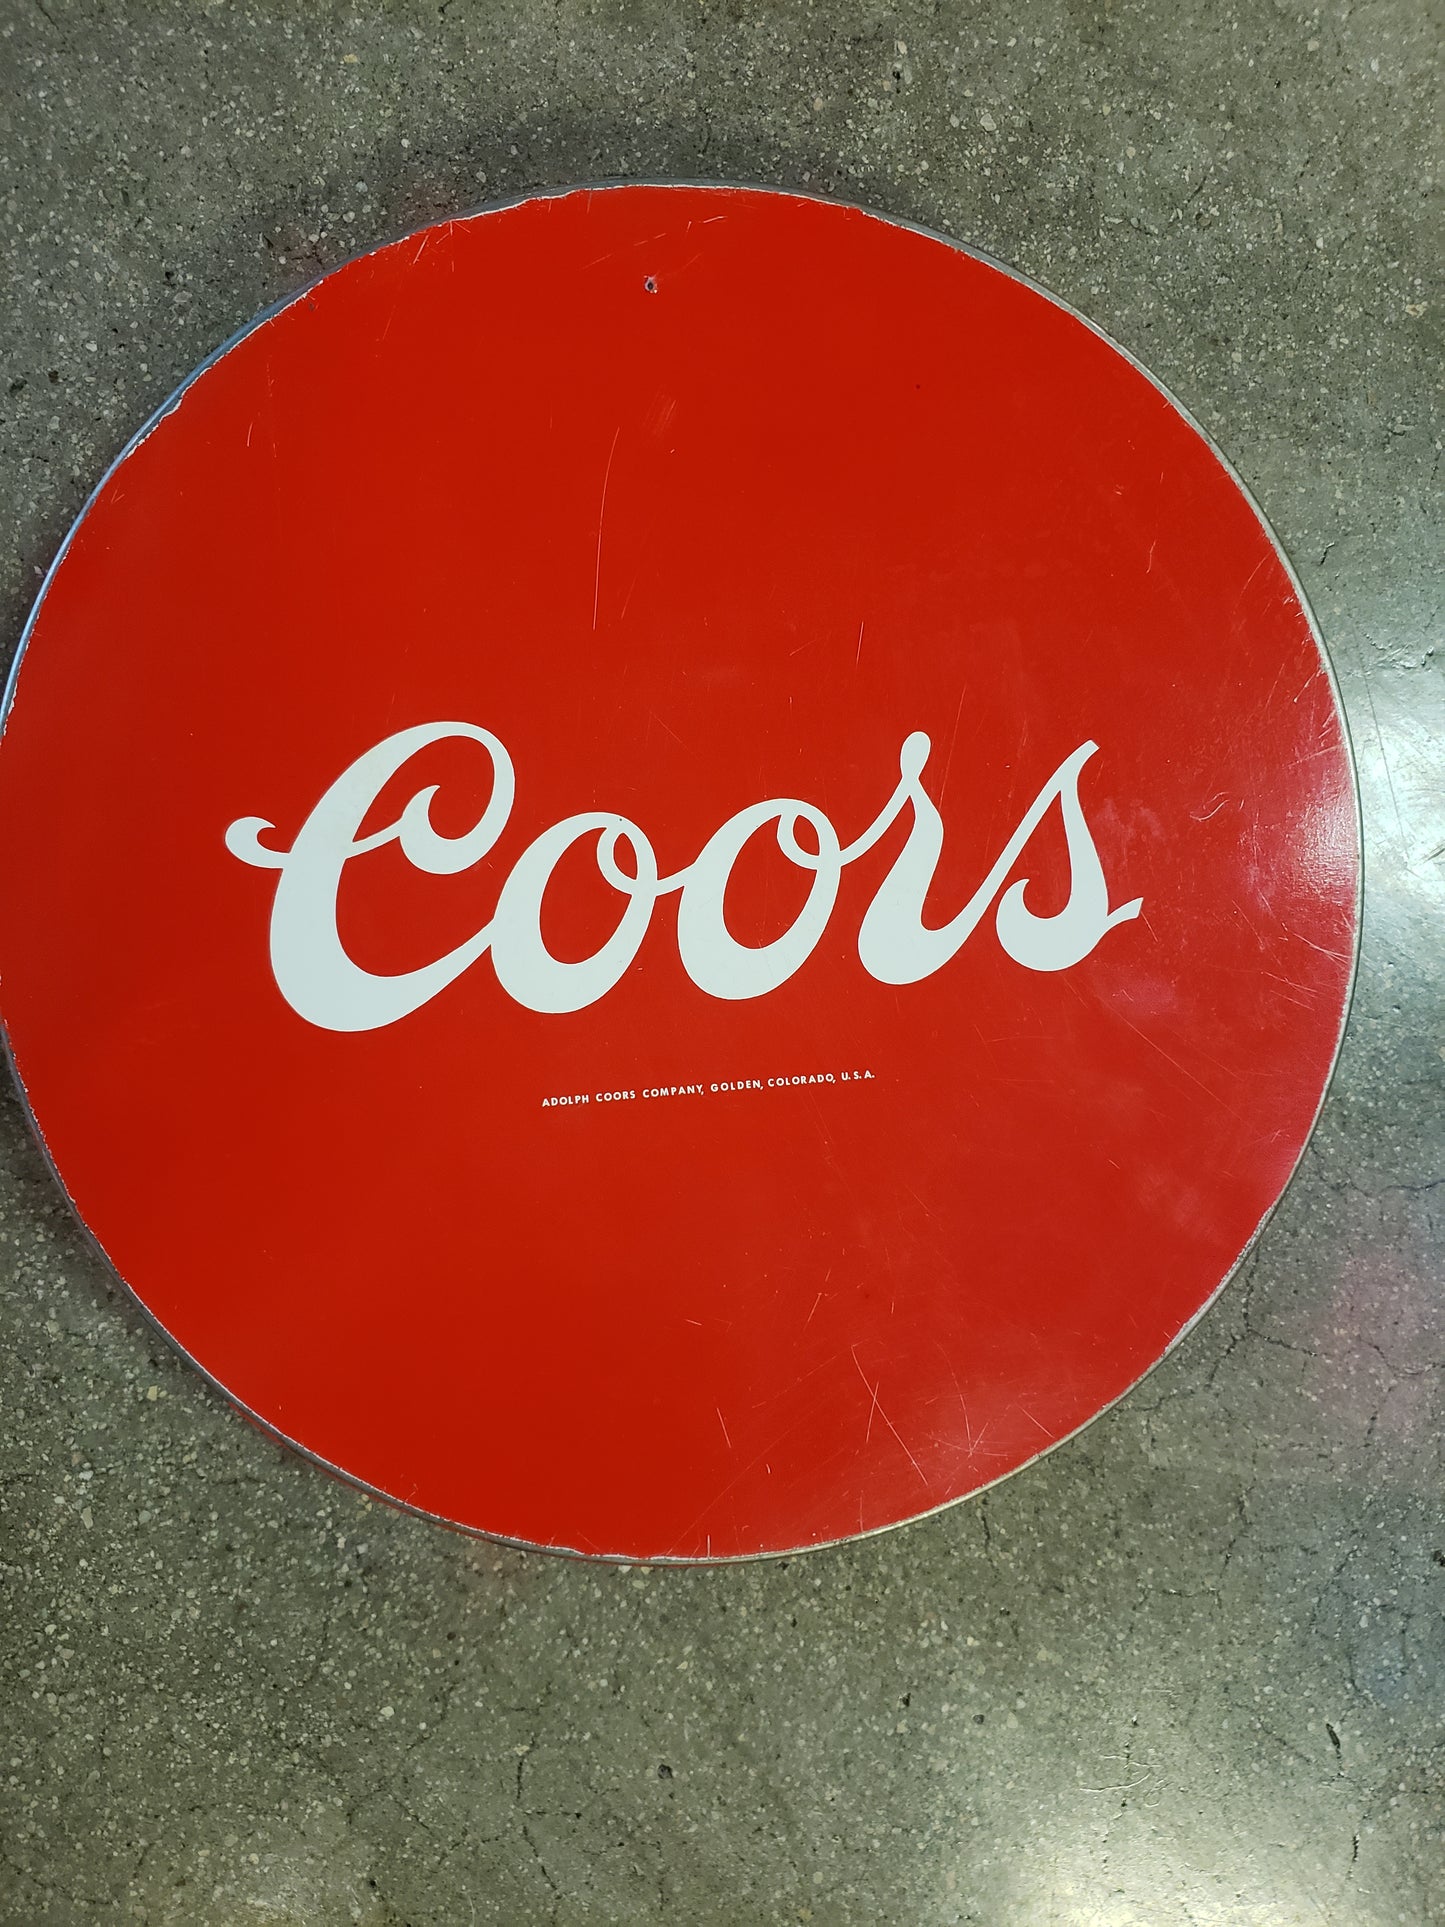 Coors
ADOLPH COORS COMPANY, GOLDEN, COLORADO, U.S.A.